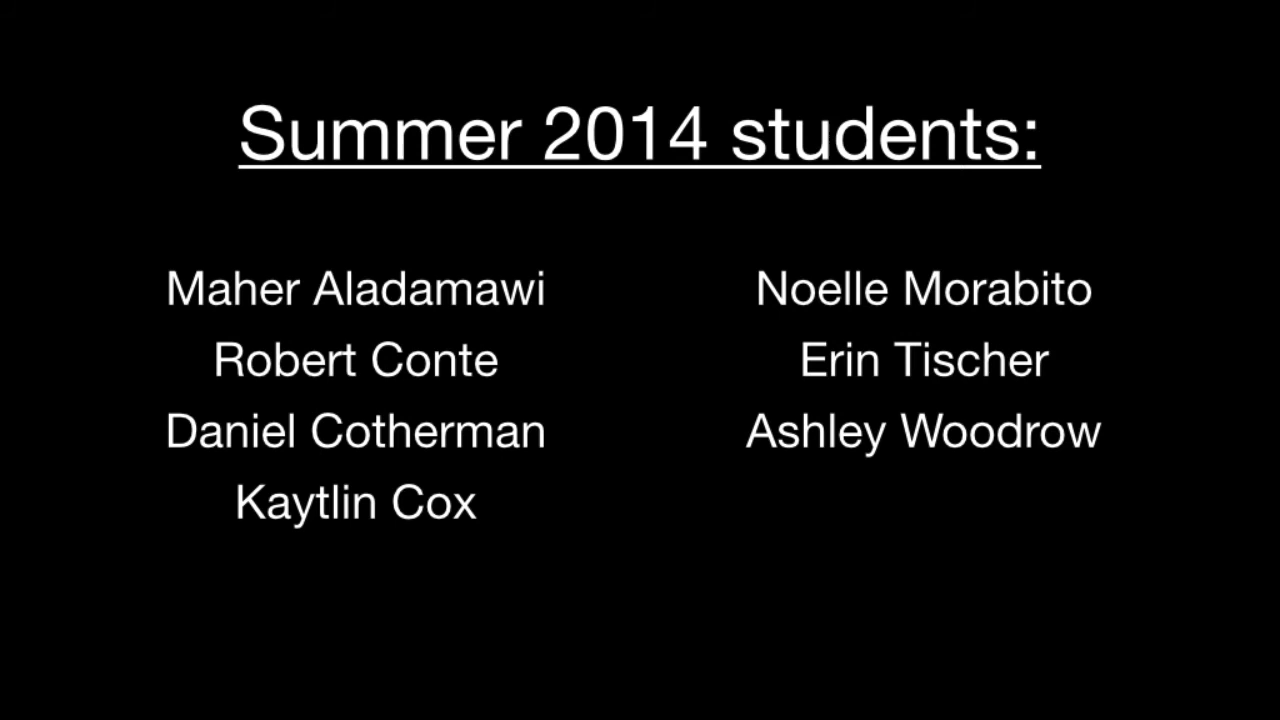 Summer 2014 students:
Maher Aladamawi
Robert Conte
Daniel Cotherman
Kaytlin Cox
Noelle Morabito
Erin Tischer
Ashley Woodrow